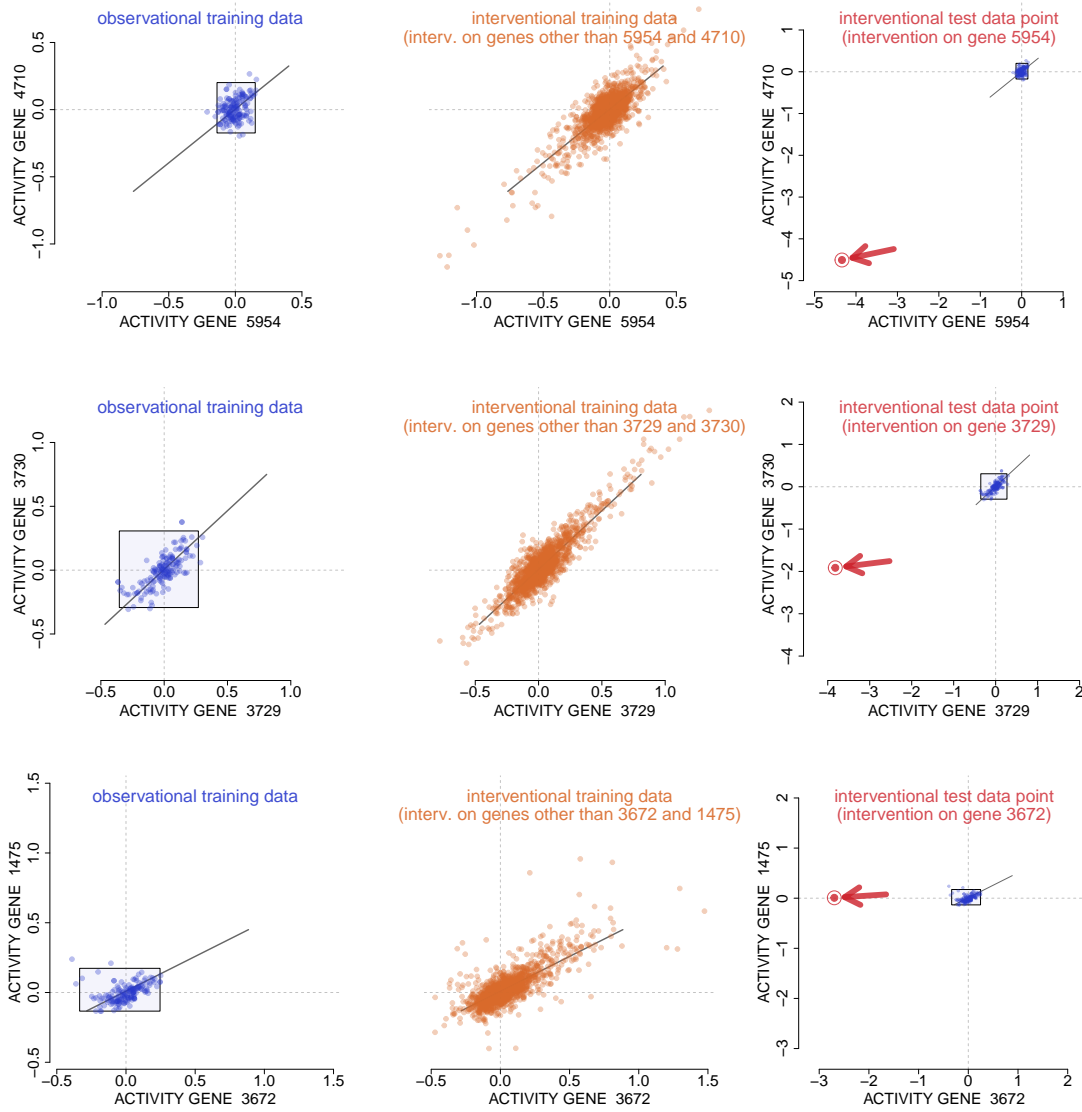 observational training data
interventional training data
(interv. on genes other than 5954 and 4710)
interventional test data point
(intervention on gene 5954)
ACTIVITY GENE 4710
0.5
0.0
−0.5
−1.0
−1.0 −0.5 0.0 0.5
ACTIVITY GENE 5954
−1.0 −0.5 0.0 0.5
ACTIVITY GENE 5954
ACTIVITY GENE 4710
1
0
−1
−2
−3
−4
−5
−5 −4 −3 −2 −1 0 1
ACTIVITY GENE 5954
observational training data
interventional training data
(interv. on genes other than 3729 and 3730)
interventional test data point
(intervention on gene 3729)
ACTIVITY GENE 3730
1.0
0.5
0.0
−0.5
−0.5 0.0 0.5 1.0
ACTIVITY GENE 3729
−0.5 0.0 0.5 1.0
ACTIVITY GENE 3729
ACTIVITY GENE 3730
2
1
0
−1
−2
−3
−4
−4 −3 −2 −1 0 1 2
ACTIVITY GENE 3729
observational training data
interventional training data
(interv. on genes other than 3672 and 1475)
interventional test data point
(intervention on gene 3672)
ACTIVITY GENE 1475
1.5
1.0
0.5
0.0
−0.5
−0.5 0.0 0.5 1.0 1.5
ACTIVITY GENE 3672
−0.5 0.0 0.5 1.0 1.5
ACTIVITY GENE 3672
ACTIVITY GENE 1475
2
1
0
−1
−2
−3
−3 −2 −1 0 1 2
ACTIVITY GENE 3672